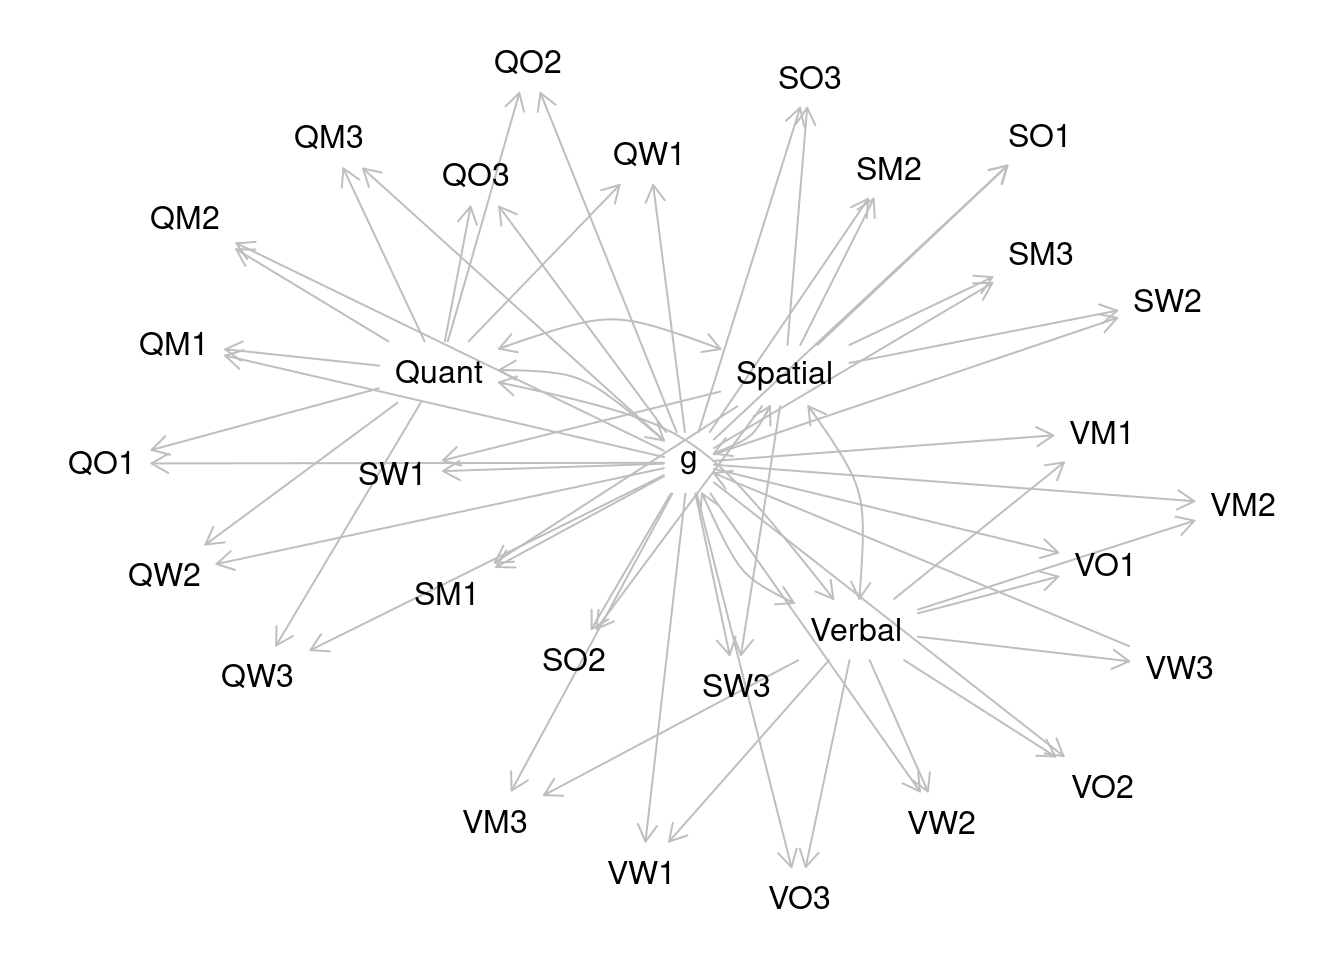 QO2
SO3
QM3
SO1
QW1
SM2
QO3
QM2
SM3
SW2
QM1
Quant
Spatial
VM1
g
QO1
SW1
VM2
VO1
QW2
SM1
Verbal
SO2
VW3
QW3
SW3
VO2
VM3
VW2
VW1
VO3